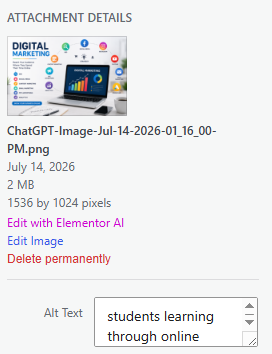 ATTACHMENT DETAILS
DIGITAL
MARKETING
ChatGPT-Image-Jul-14-2026-01_16_00-
PM.png
July 14, 2026
2 MB
1536 by 1024 pixels
Edit with Elementor AI
Edit Image
Delete permanently
Alt Text
students learning
through online